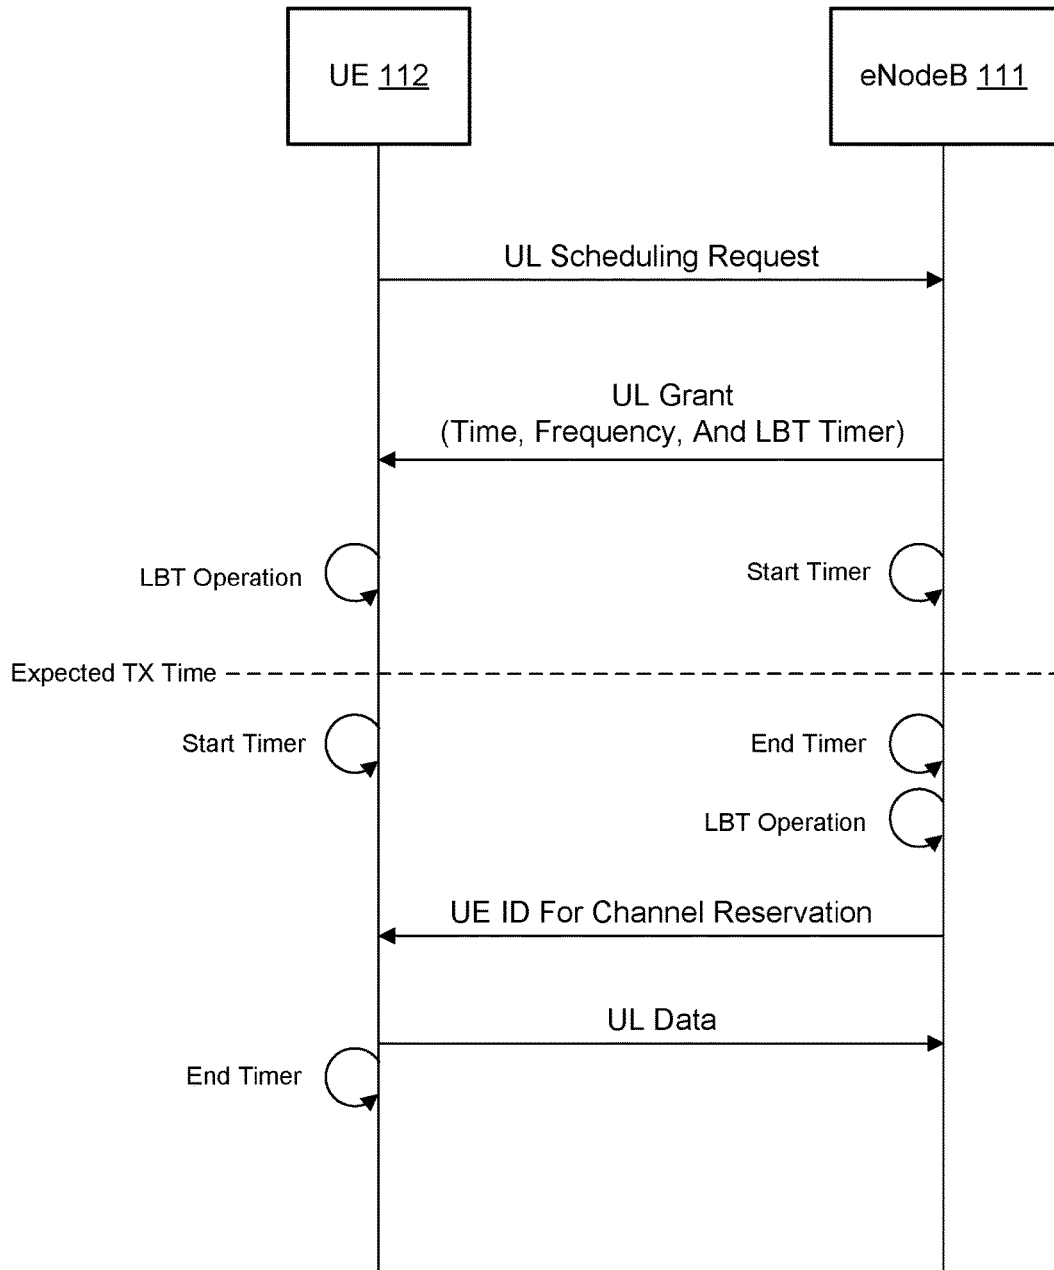 UE 112
eNodeB 111
UL Scheduling Request
UL Grant
(Time, Frequency, And LBT Timer)
LBT Operation
Start Timer
Expected TX Time
Start Timer
End Timer
LBT Operation
UE ID For Channel Reservation
UL Data
End Timer